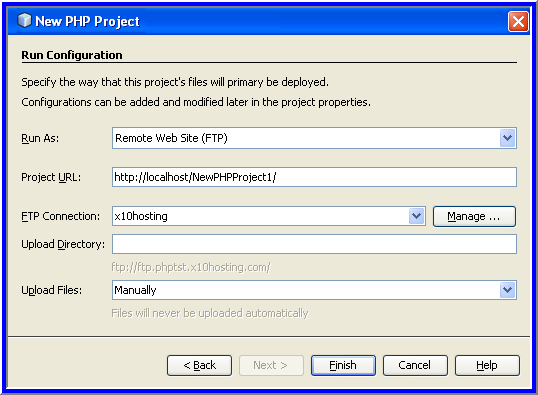 New PHP Project
Run Configuration
Specify the way that this project's files will primary be deployed.
Configurations can be added and modified later in the project properties.
Run As: Remote Web Site (FTP)
Project URL: http://localhost/NewPHPProject1/
FTP Connection: x10hosting Manage ...
Upload Directory:
ftp://ftp.phptst.x10hosting.com/
Upload Files: Manually
Files will never be uploaded automatically
< Back Next > Finish Cancel Help